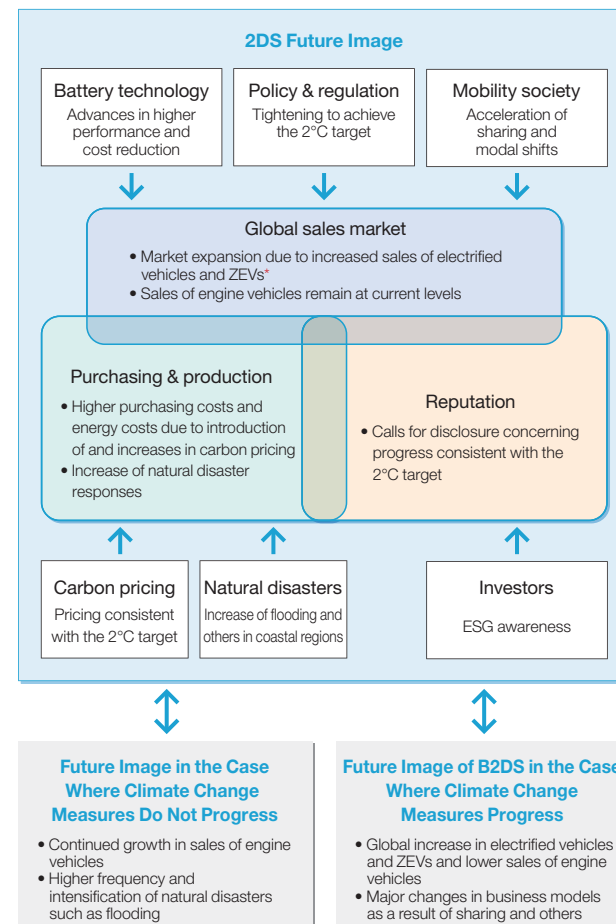 2DS Future Image
Battery technology
Advances in higher
performance and
cost reduction
Policy & regulation
Tightening to achieve
the 2°C target
Mobility society
Acceleration of
sharing and
modal shifts
Global sales market
• Market expansion due to increased sales of electrified
vehicles and ZEVs*
• Sales of engine vehicles remain at current levels
Purchasing & production
• Higher purchasing costs and
energy costs due to introduction
of and increases in carbon pricing
• Increase of natural disaster
responses
Reputation
• Calls for disclosure concerning
progress consistent with the
2°C target
Carbon pricing
Pricing consistent
with the 2°C target
Natural disasters
Increase of flooding and
others in coastal regions
Investors
ESG awareness
Future Image in the Case
Where Climate Change
Measures Do Not Progress
• Continued growth in sales of engine
vehicles
• Higher frequency and
intensification of natural disasters
such as flooding
Future Image of B2DS in the Case
Where Climate Change
Measures Progress
• Global increase in electrified vehicles
and ZEVs and lower sales of engine
vehicles
• Major changes in business models
as a result of sharing and others